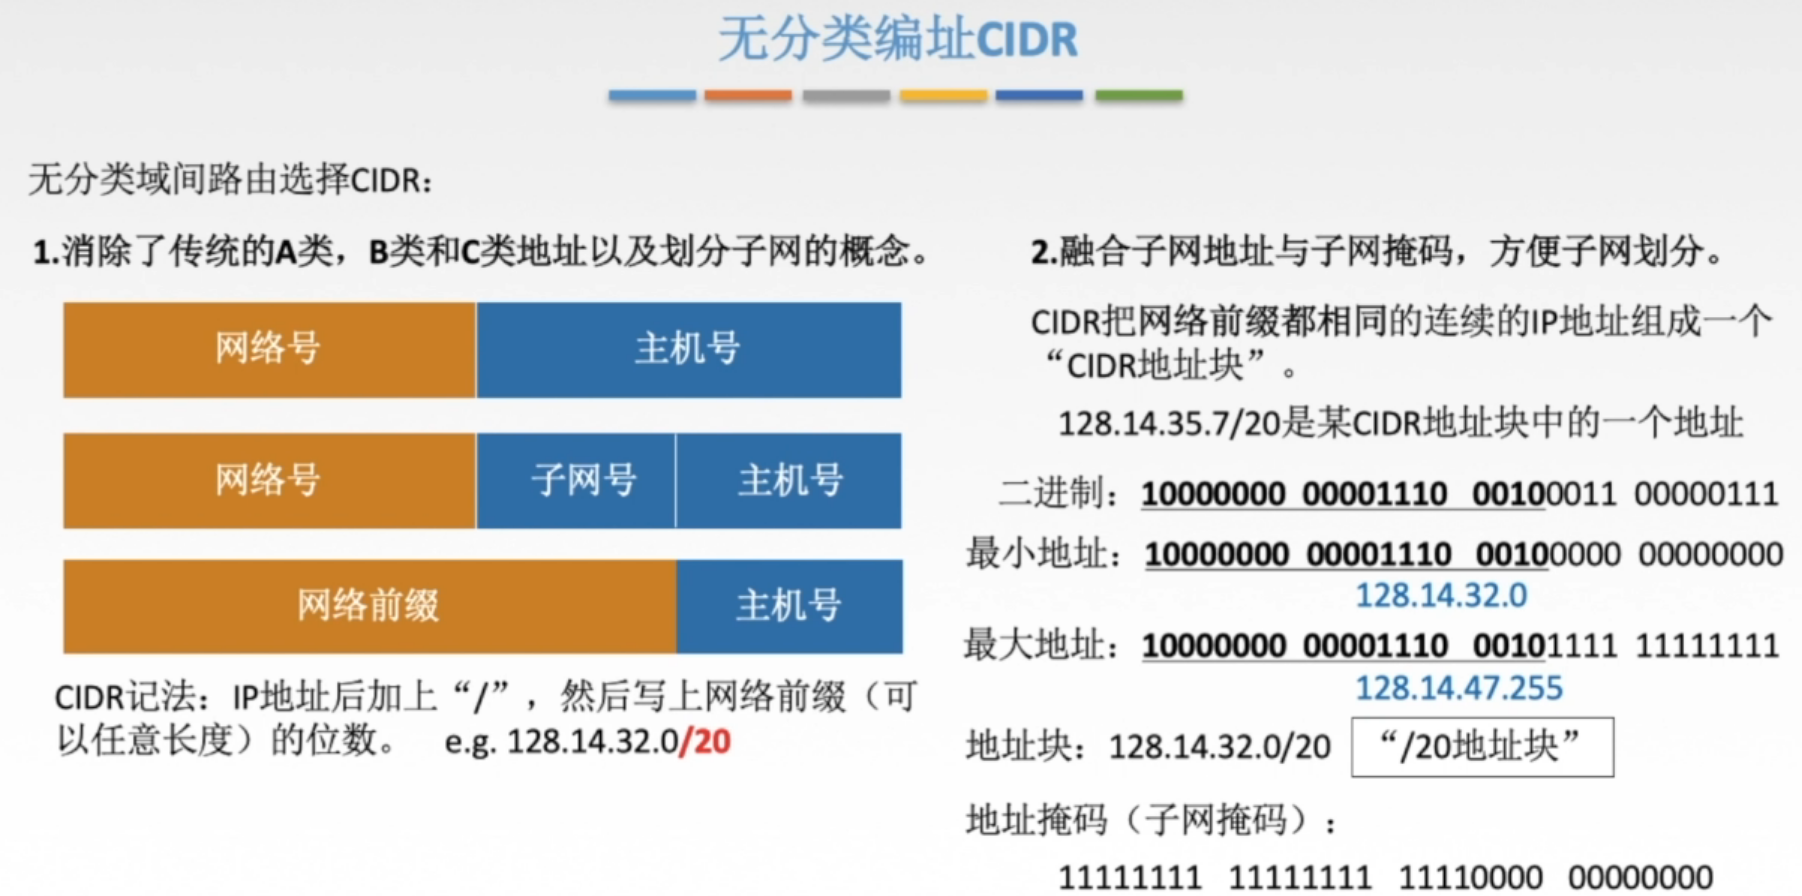 无分类编址CIDR
无分类域间路由选择CIDR：
1.消除了传统的A类，B类和C类地址以及划分子网的概念。
网络号 主机号
网络号 子网号 主机号
网络前缀 主机号
CIDR记法：IP地址后加上“/”，然后写上网络前缀（可
以任意长度）的位数。 e.g. 128.14.32.0/20
2.融合子网地址与子网掩码，方便子网划分。
CIDR把网络前缀都相同的连续的IP地址组成一个
“CIDR地址块”。
128.14.35.7/20是某CIDR地址块中的一个地址
二进制：10000000 00001110 00100011 00000111
最小地址：10000000 00001110 00100000 00000000
128.14.32.0
最大地址：10000000 00001110 00101111 11111111
128.14.47.255
地址块：128.14.32.0/20 “/20地址块”
地址掩码（子网掩码）：
11111111 11111111 11110000 00000000